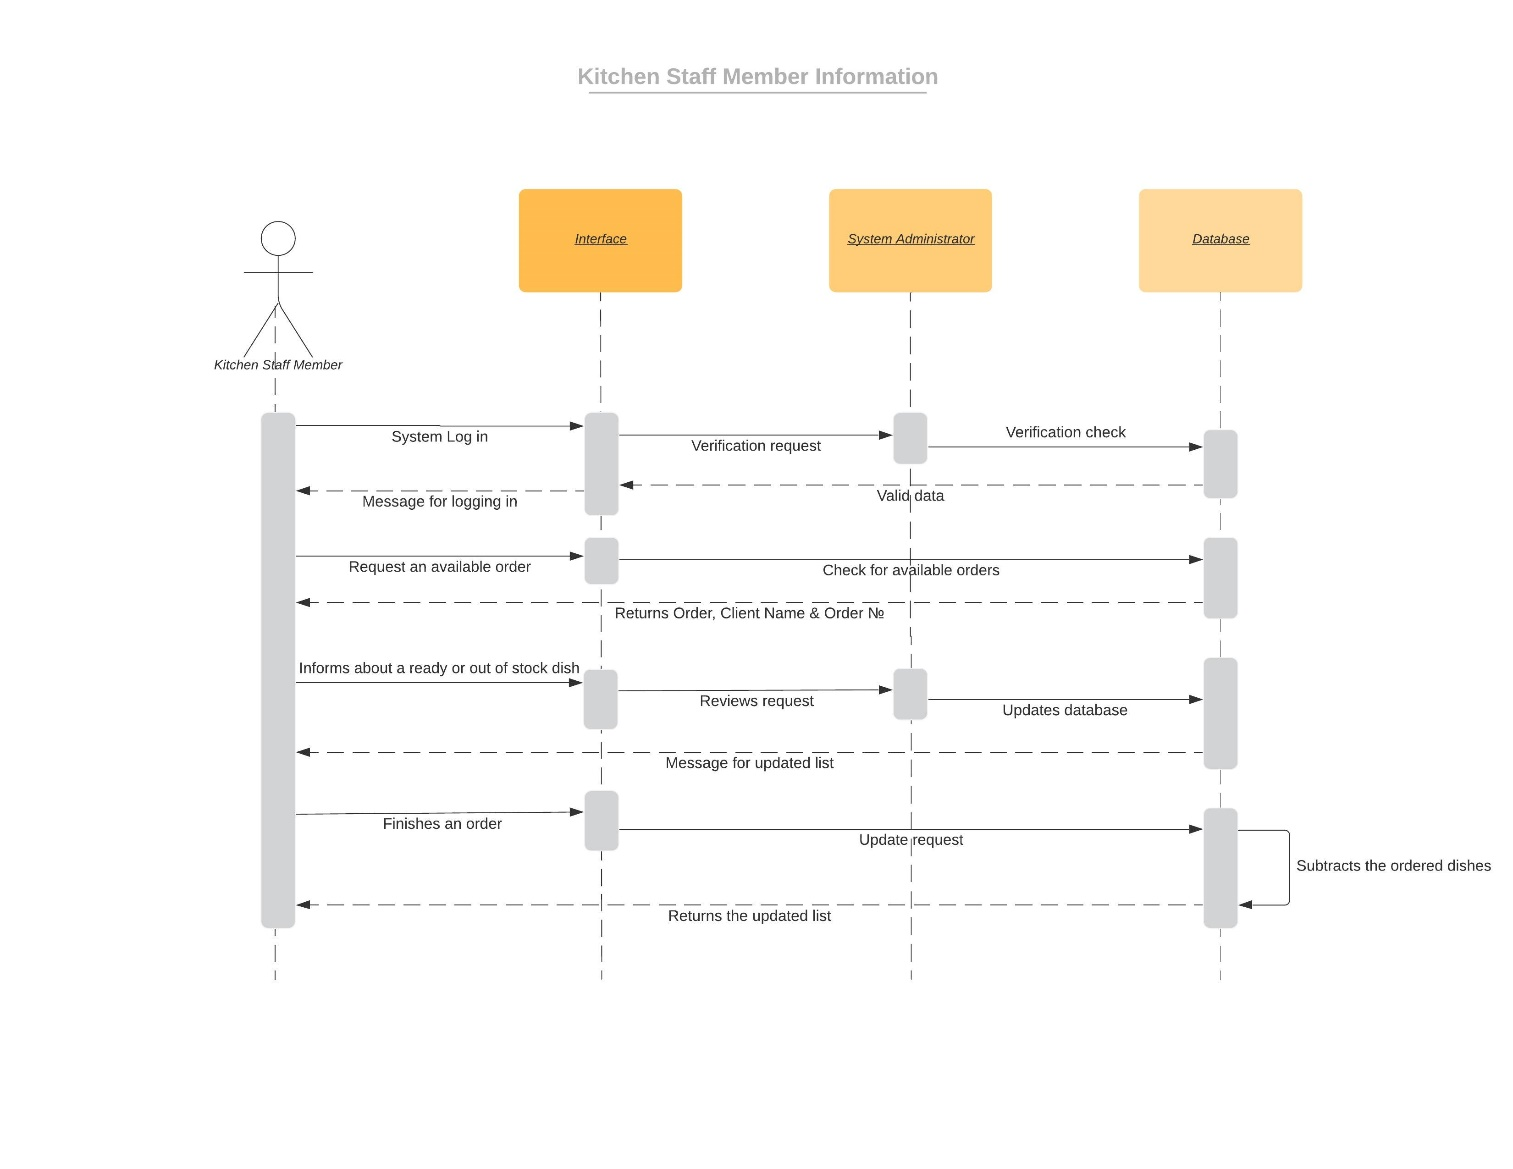 Kitchen Staff Member Information
Interface
System Administrator
Database
Kitchen Staff Member
System Log in
Verification request
Verification check
Valid data
Message for logging in
Request an available order
Check for available orders
Returns Order, Client Name & Order №
Informs about a ready or out of stock dish
Reviews request
Updates database
Message for updated list
Finishes an order
Update request
Subtracts the ordered dishes
Returns the updated list